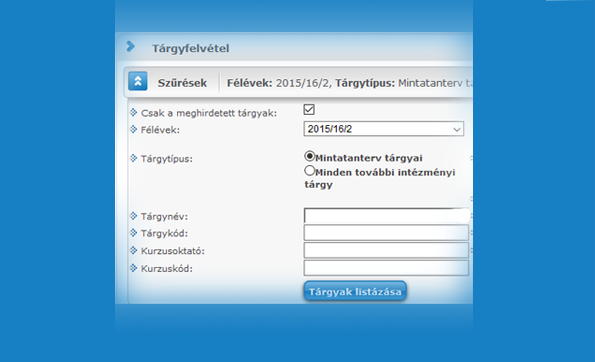 Tárgyfelvétel
Szűrések Félévek: 2015/16/2, Tárgytípus: Mintatanterv
Csak a meghirdetett tárgyak:
Félévek: 2015/16/2
Tárgytípus: Mintatanterv tárgyai
Minden további intézményi
tárgy
Tárgynév:
Tárgykód:
Kurzusoktató:
Kurzuskód:
Tárgyak listázása